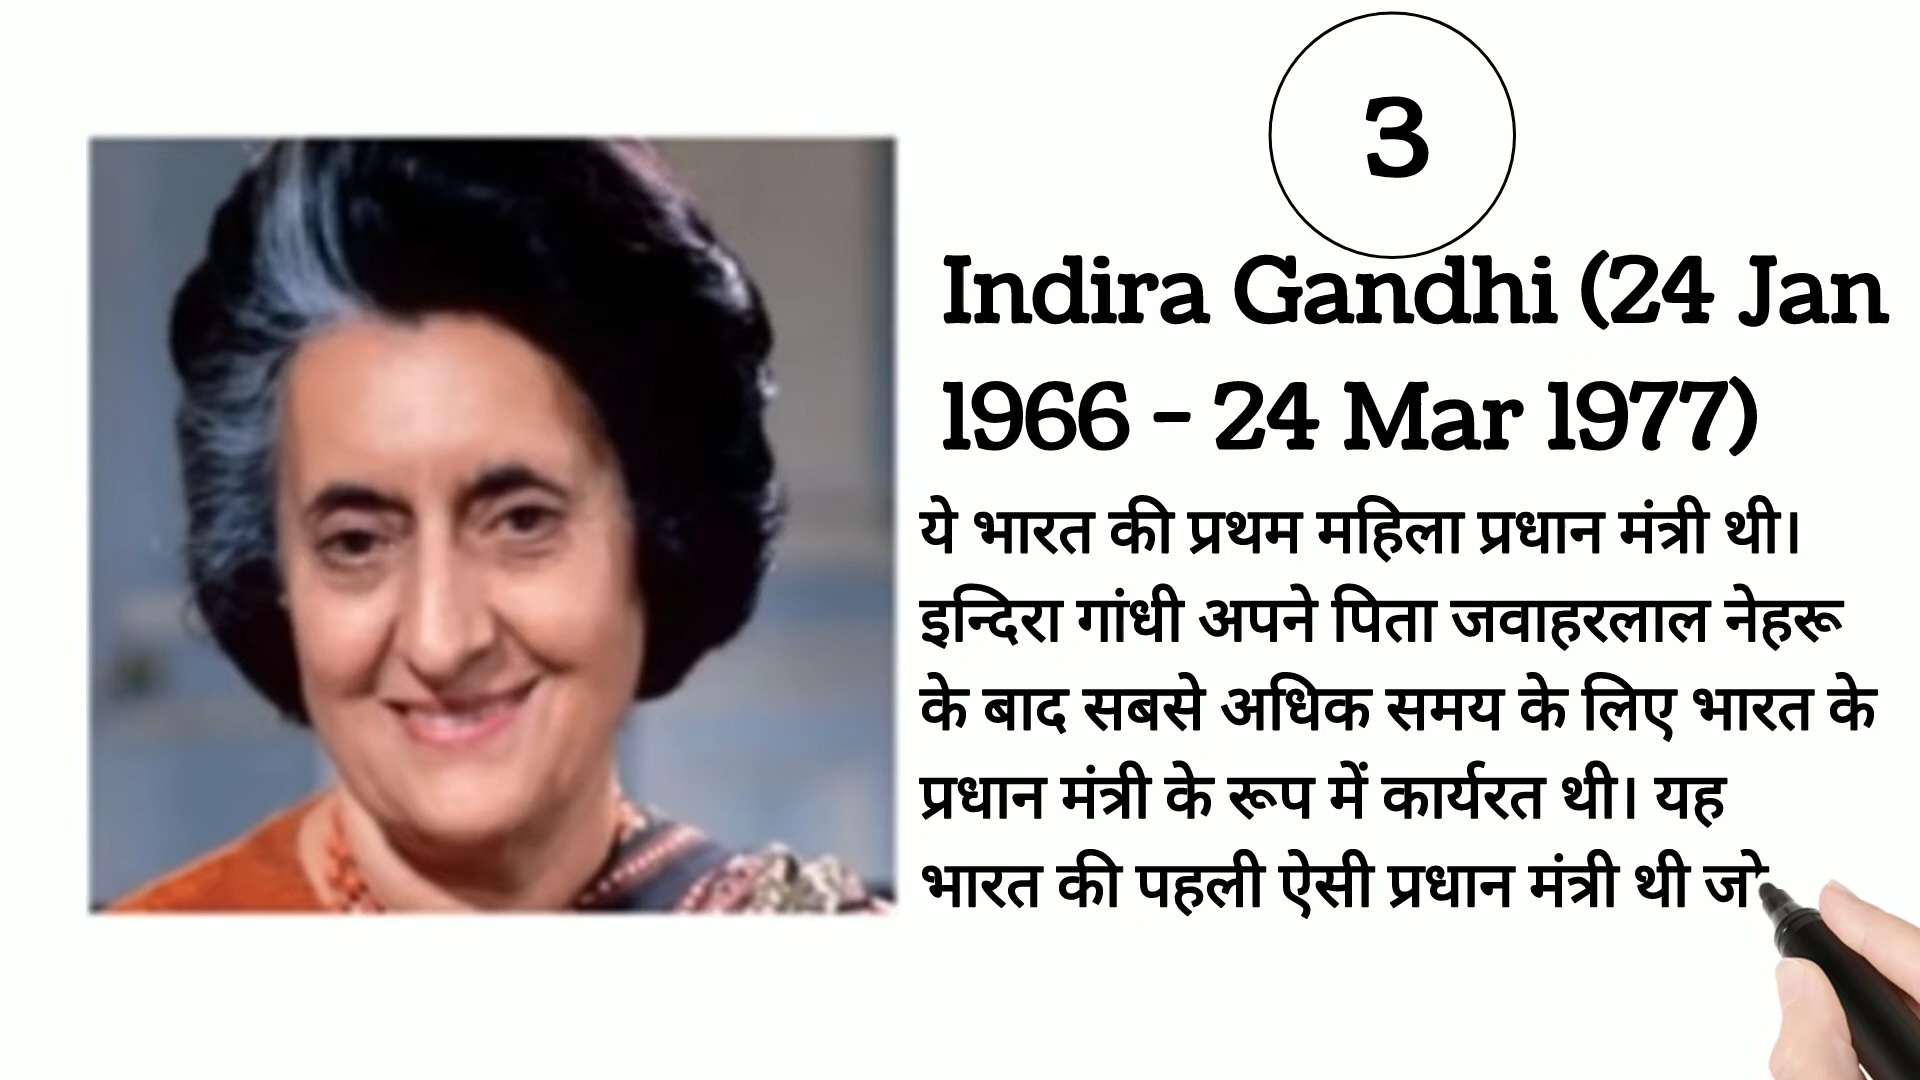 3
Indira Gandhi (24 Jan
1966 - 24 Mar 1977)
ये भारत की प्रथम महिला प्रधान मंत्री थी।
इन्दिरा गांधी अपने पिता जवाहरलाल नेहरू
के बाद सबसे अधिक समय के लिए भारत के
प्रधान मंत्री के रूप में कार्यरत थी। यह
भारत की पहली ऐसी प्रधान मंत्री थी जो